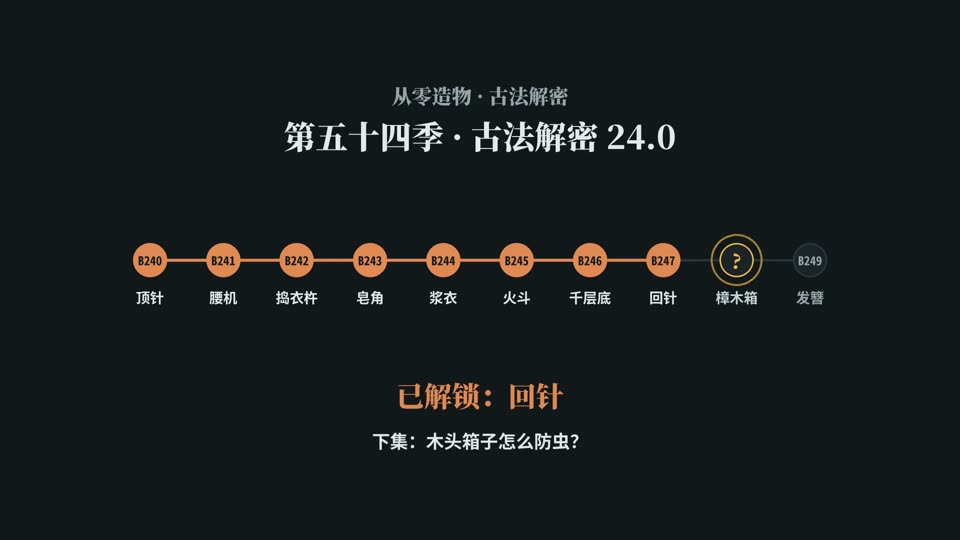 从零造物 · 古法解密
第五十四季 · 古法解密 24.0
B240 B241 B242 B243 B244 B245 B246 B247 ? B249
顶针 腰机 捣衣杵 皂角 浆衣 火斗 千层底 回针 樟木箱 发簪
已解锁：回针
下集：木头箱子怎么防虫？